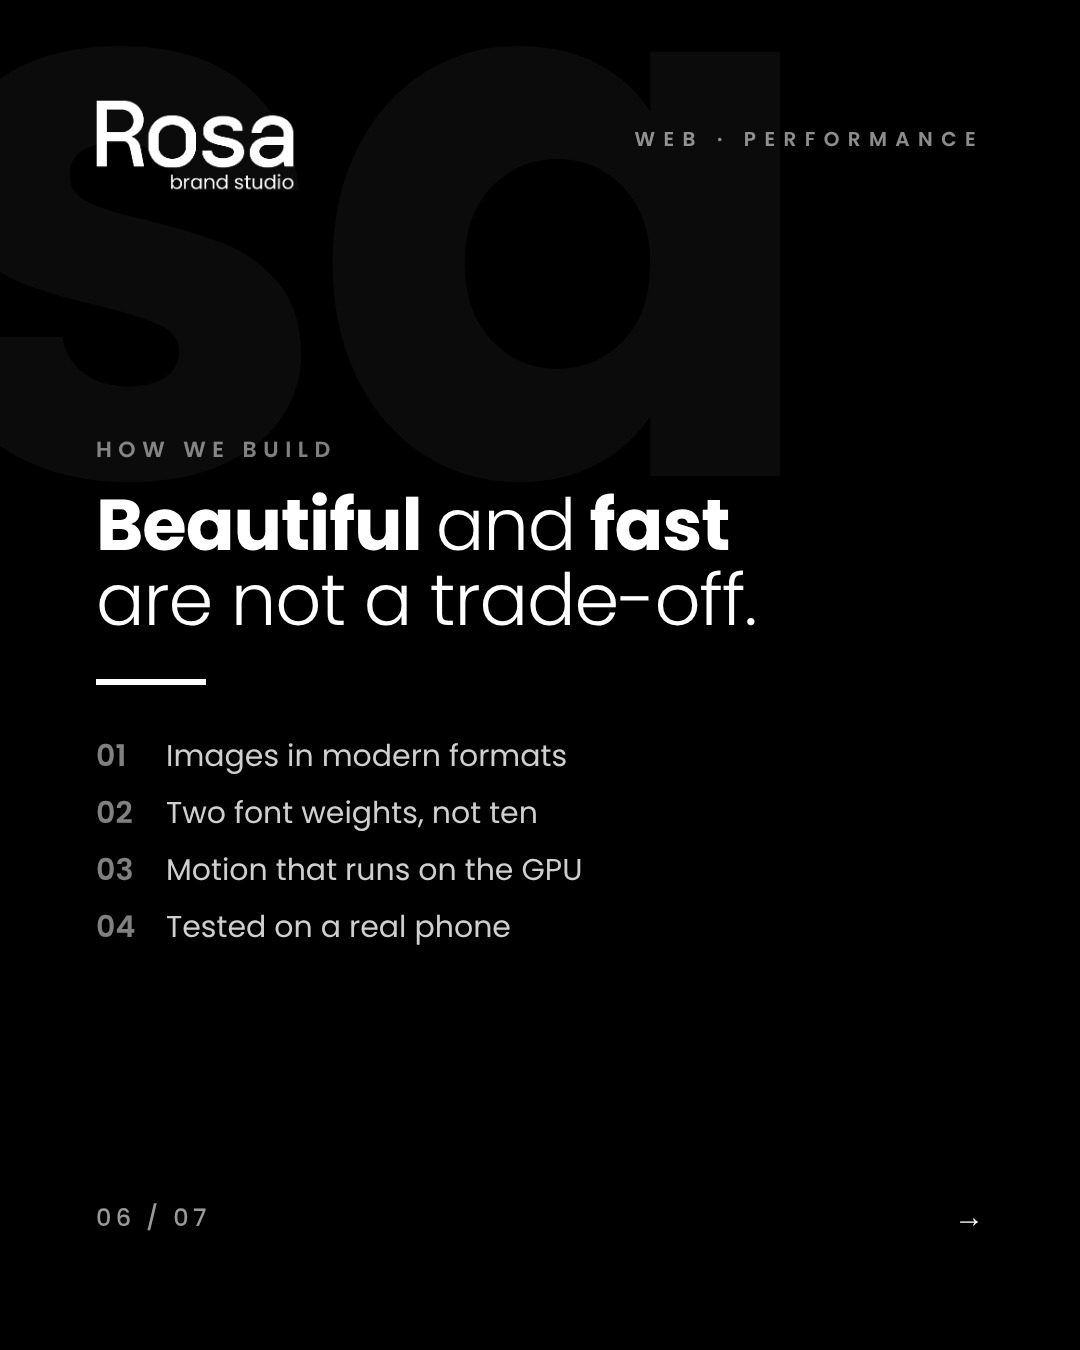 Rosa
brand studio
WEB · PERFORMANCE
HOW WE BUILD
Beautiful and fast
are not a trade-off.
01 Images in modern formats
02 Two font weights, not ten
03 Motion that runs on the GPU
04 Tested on a real phone
06 / 07 →